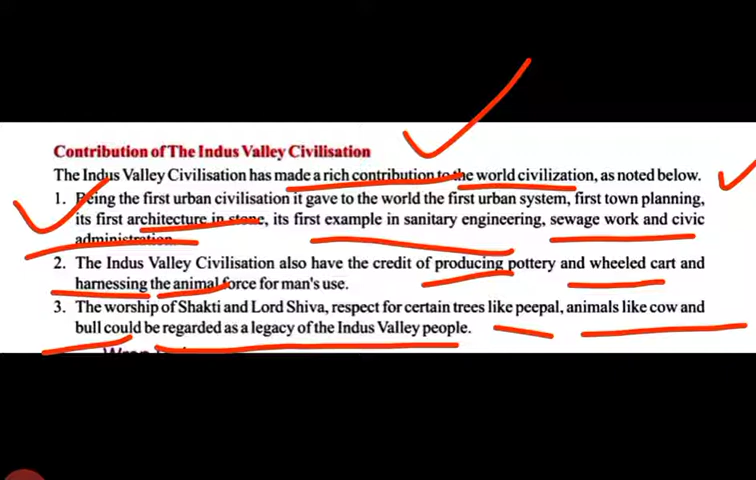 Contribution of The Indus Valley Civilisation
The Indus Valley Civilisation has made a rich contribution to the world civilization, as noted below.
1. Being the first urban civilisation it gave to the world the first urban system, first town planning,
its first architecture in stone, its first example in sanitary engineering, sewage work and civic
administration.
2. The Indus Valley Civilisation also have the credit of producing pottery and wheeled cart and
harnessing the animal force for man's use.
3. The worship of Shakti and Lord Shiva, respect for certain trees like peepal, animals like cow and
bull could be regarded as a legacy of the Indus Valley people.